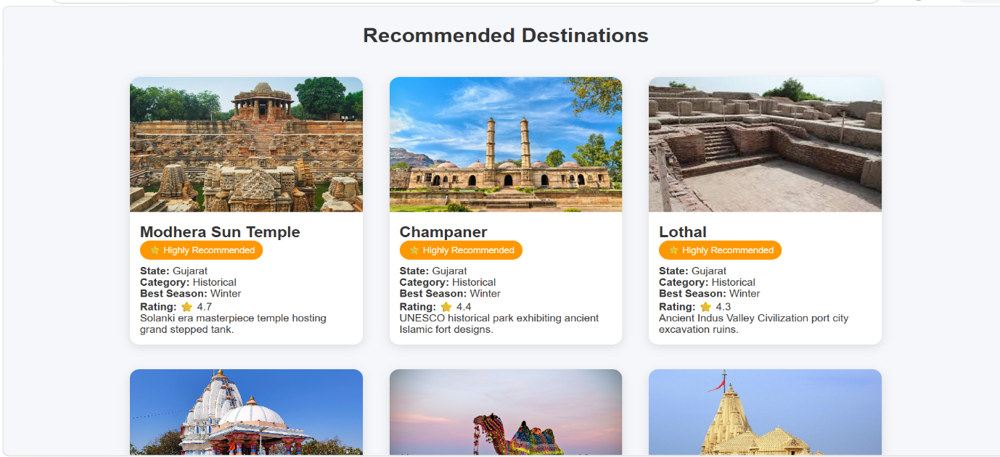 Recommended Destinations
Modhera Sun Temple
⭐ Highly Recommended
State: Gujarat
Category: Historical
Best Season: Winter
Rating: ⭐ 4.7
Solanki era masterpiece temple hosting
grand stepped tank.
Champaner
⭐ Highly Recommended
State: Gujarat
Category: Historical
Best Season: Winter
Rating: ⭐ 4.4
UNESCO historical park exhibiting ancient
Islamic fort designs.
Lothal
⭐ Highly Recommended
State: Gujarat
Category: Historical
Best Season: Winter
Rating: ⭐ 4.3
Ancient Indus Valley Civilization port city
excavation ruins.